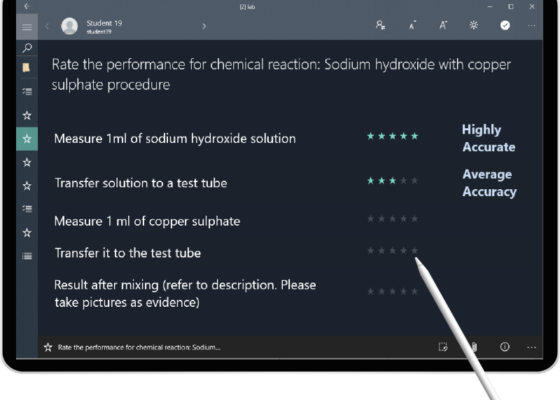 [2] lab
Student 19
student19
Rate the performance for chemical reaction: Sodium hydroxide with copper
sulphate procedure
Measure 1ml of sodium hydroxide solution
Highly
Accurate
Transfer solution to a test tube
Average
Accuracy
Measure 1 ml of copper sulphate
Transfer it to the test tube
Result after mixing (refer to description. Please
take pictures as evidence)
Rate the performance for chemical reaction: Sodium...